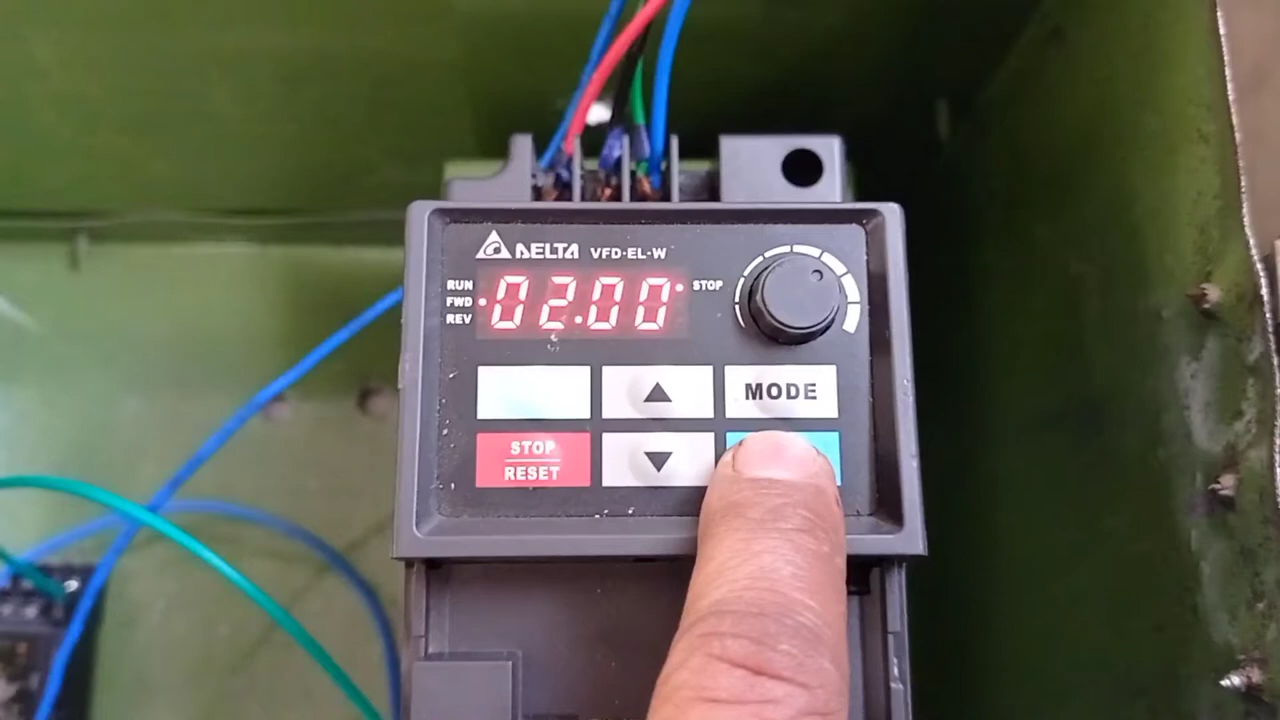 DELTA VFD-EL-W
RUN
FWD
REV
02.00
STOP
MODE
STOP
RESET